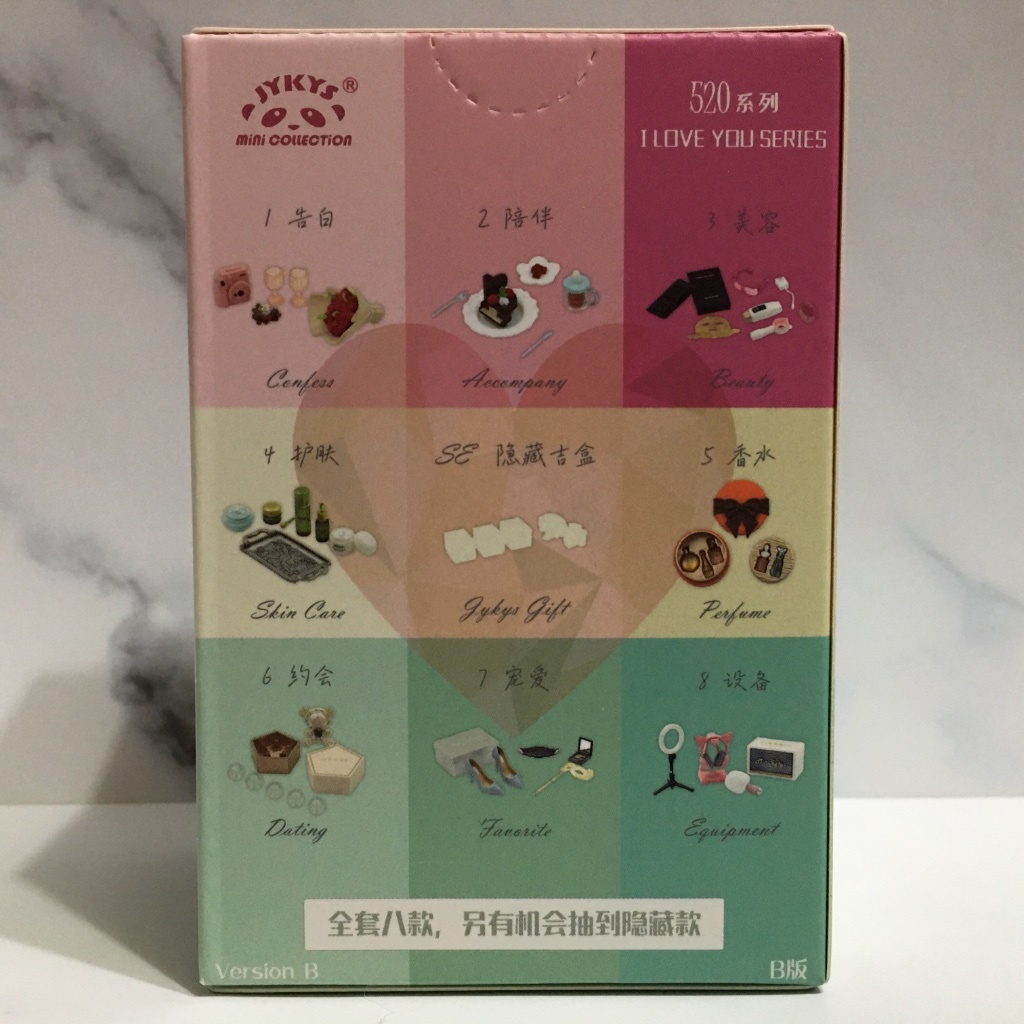 JYKYS®
MINI COLLECTION
520系列
I LOVE YOU SERIES
1 告白
2 陪伴
3 美容
Confess
Accompany
Beauty
4 护肤
SE 隐藏吉盒
5 香水
Skin Care
Jykys Gift
Perfume
6 约会
7 宠爱
8 设备
Dating
Favorite
Equipment
全套八款，另有机会抽到隐藏款
Version B
B版